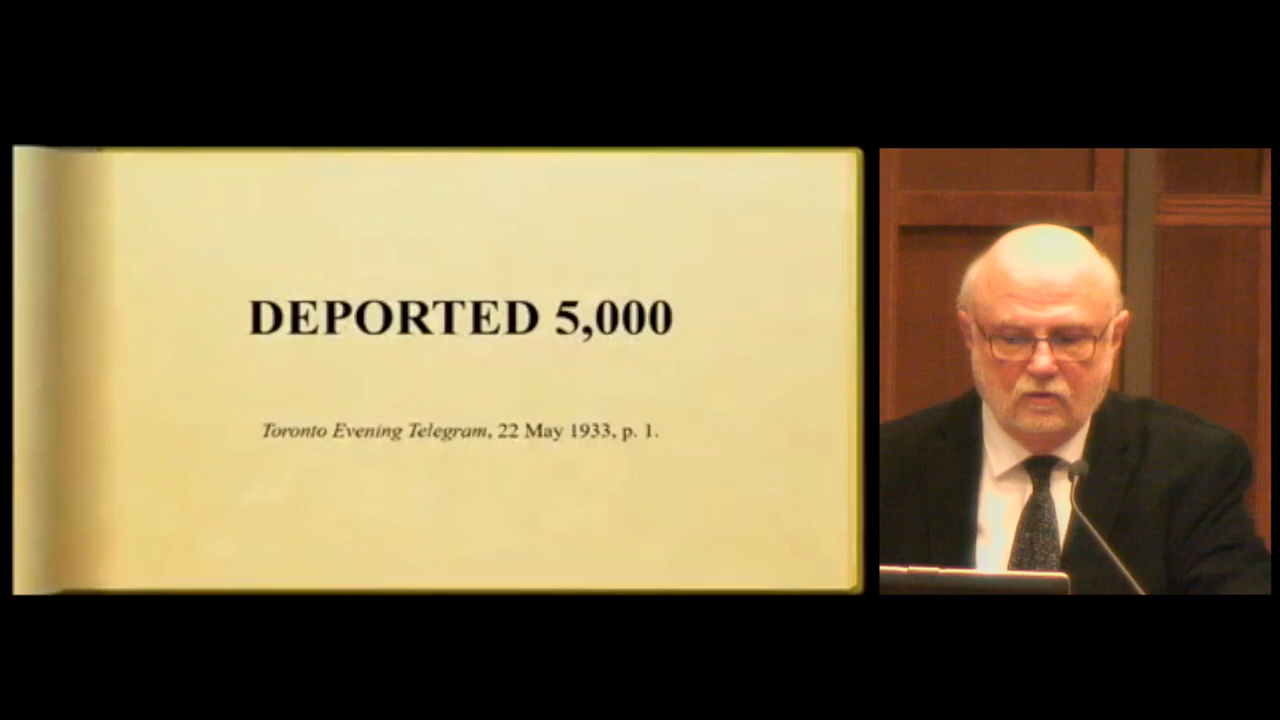 DEPORTED 5,000
Toronto Evening Telegram, 22 May 1933, p. 1.